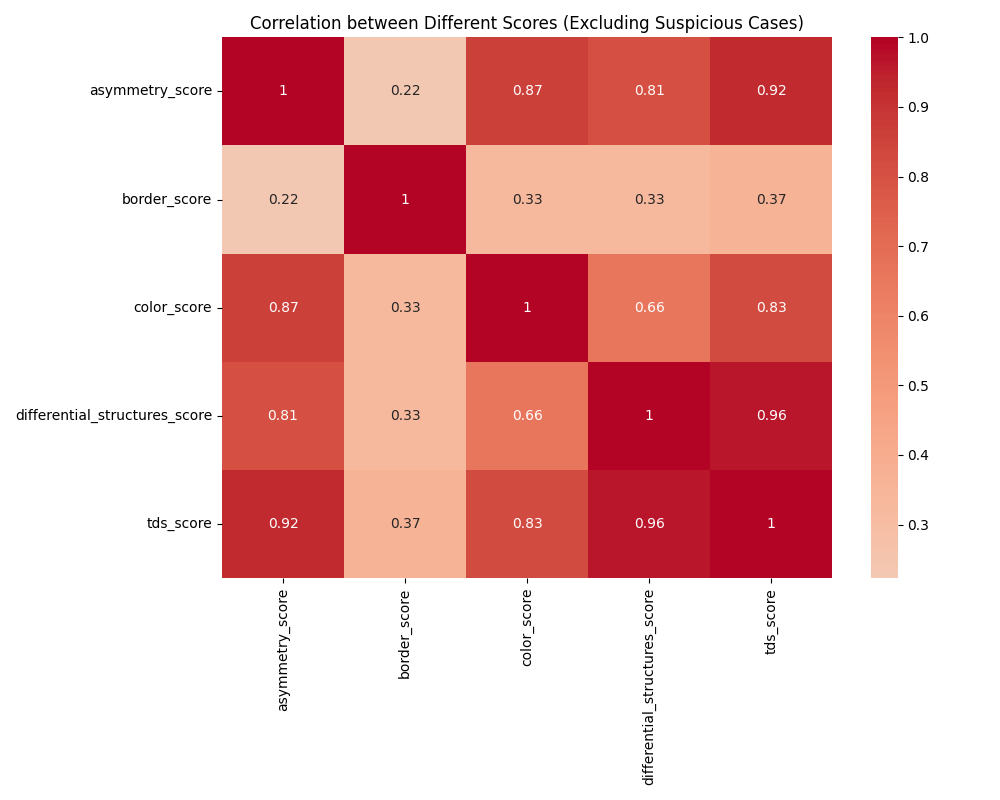 Correlation between Different Scores (Excluding Suspicious Cases)
asymmetry_score 1 0.22 0.87 0.81 0.92
border_score 0.22 1 0.33 0.33 0.37
color_score 0.87 0.33 1 0.66 0.83
differential_structures_score 0.81 0.33 0.66 1 0.96
tds_score 0.92 0.37 0.83 0.96 1
asymmetry_score
border_score
color_score
differential_structures_score
tds_score
1.0
0.9
0.8
0.7
0.6
0.5
0.4
0.3